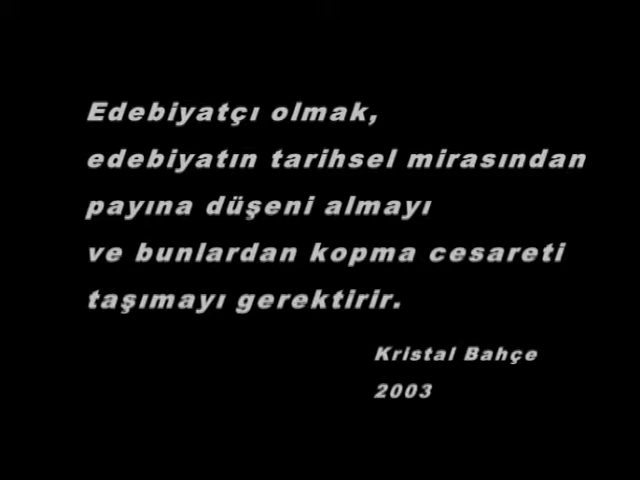 Edebiyatçı olmak,
edebiyatın tarihsel mirasından
payına düşeni almayı
ve bunlardan kopma cesareti
taşımayı gerektirir.
Kristal Bahçe
2003